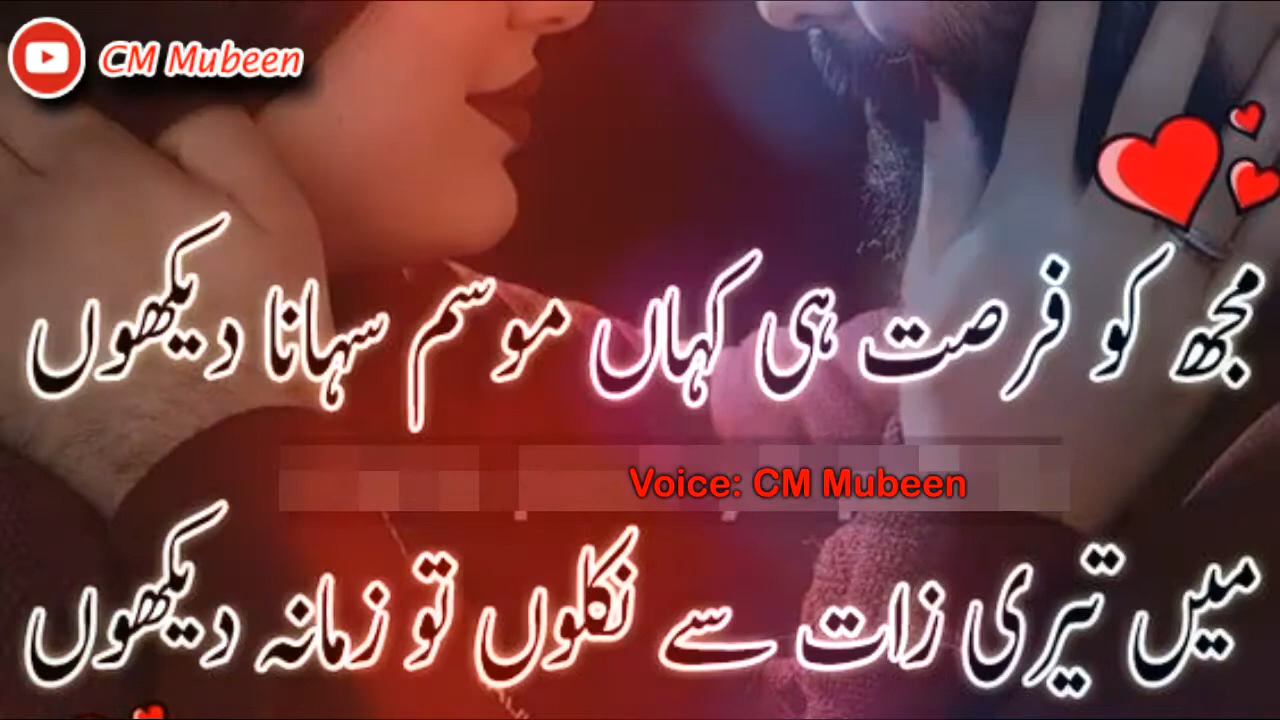 CM Mubeen
مجھ کو فرصت ہی کہاں موسم سہانا دیکھوں
Voice: CM Mubeen
میں تیری زات سے نکلوں تو زمانہ دیکھوں